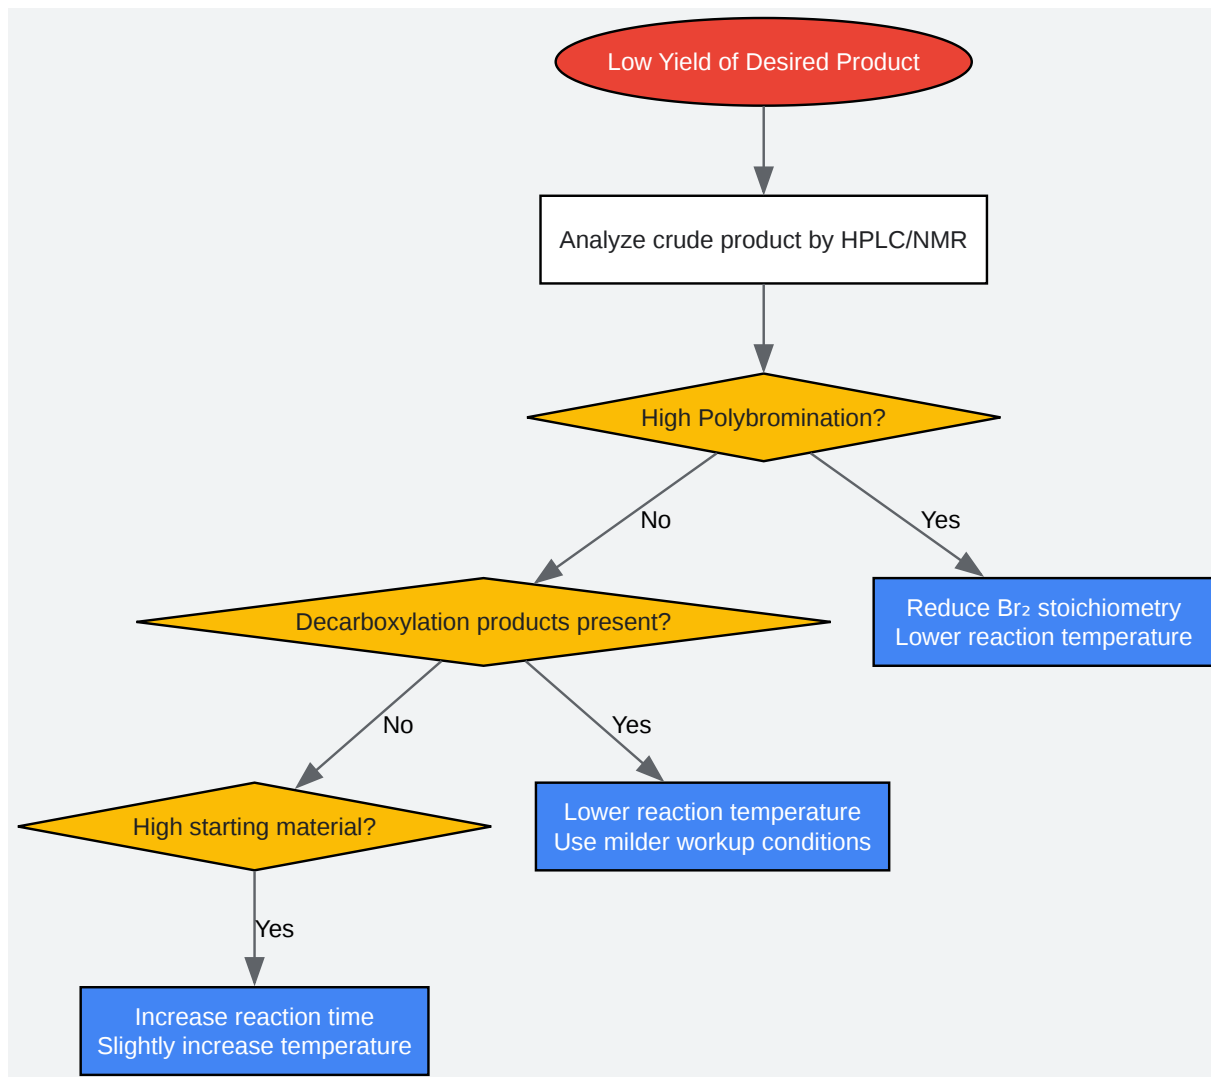 Low Yield of Desired Product
Analyze crude product by HPLC/NMR
High Polybromination?
No
Yes
Decarboxylation products present?
Reduce Br₂ stoichiometry
Lower reaction temperature
No
Yes
High starting material?
Lower reaction temperature
Use milder workup conditions
Yes
Increase reaction time
Slightly increase temperature